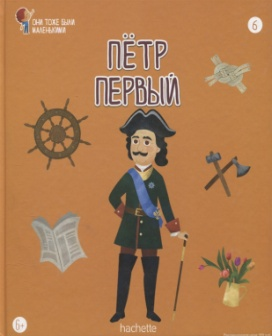 ОНИ ТОЖЕ БЫЛИ
МАЛЕНЬКИМИ
6
ПЁТР
ПЕРВЫЙ
6+
hachette